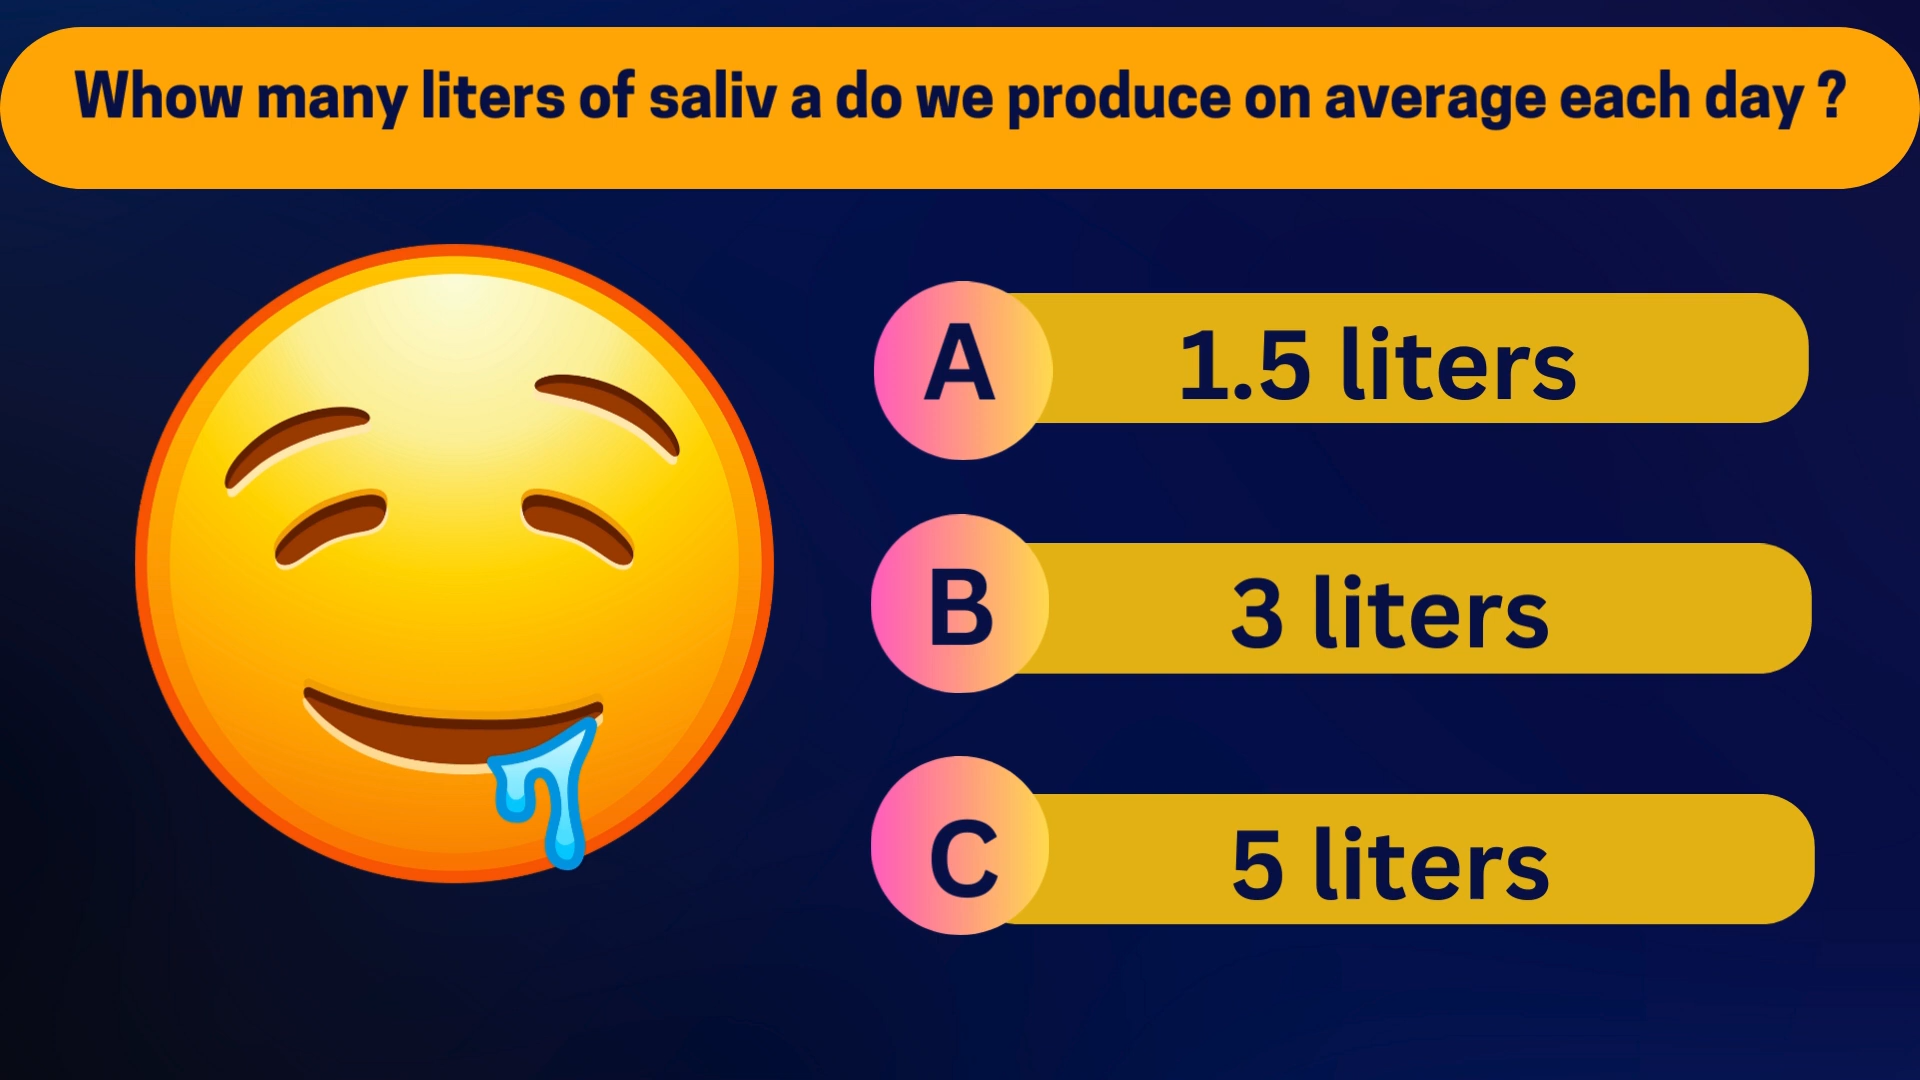 Whow many liters of saliv a do we produce on average each day ?
A
1.5 liters
B
3 liters
C
5 liters